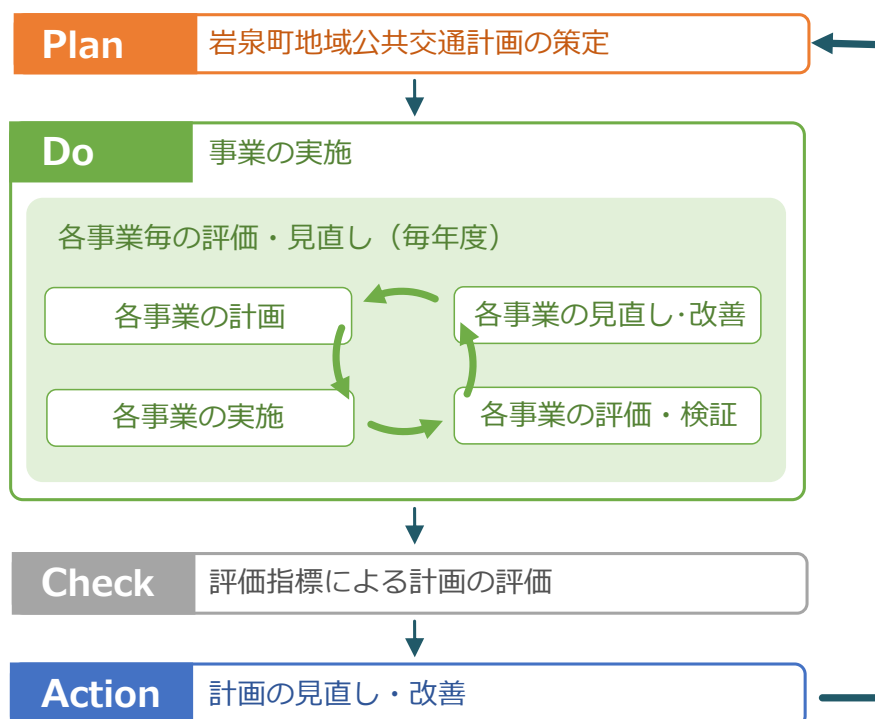 Plan 岩泉町地域公共交通計画の策定
Do 事業の実施
各事業毎の評価・見直し（毎年度）
各事業の計画 各事業の見直し･改善
各事業の実施 各事業の評価・検証
Check 評価指標による計画の評価
Action 計画の見直し・改善